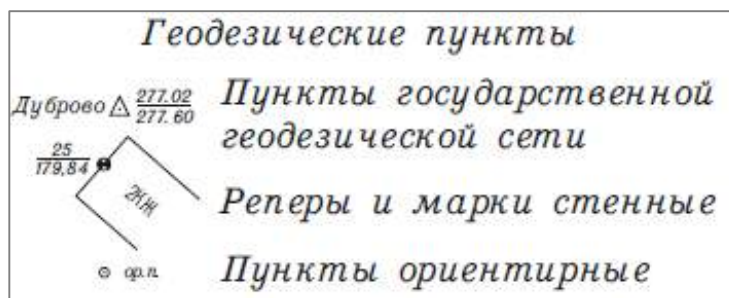 Геодезические пункты
Дуброво 277.02
277.60
Пункты государственной
геодезической сети
25
179,84
2КЖ
Реперы и марки стенные
ор.п.
Пункты ориентирные